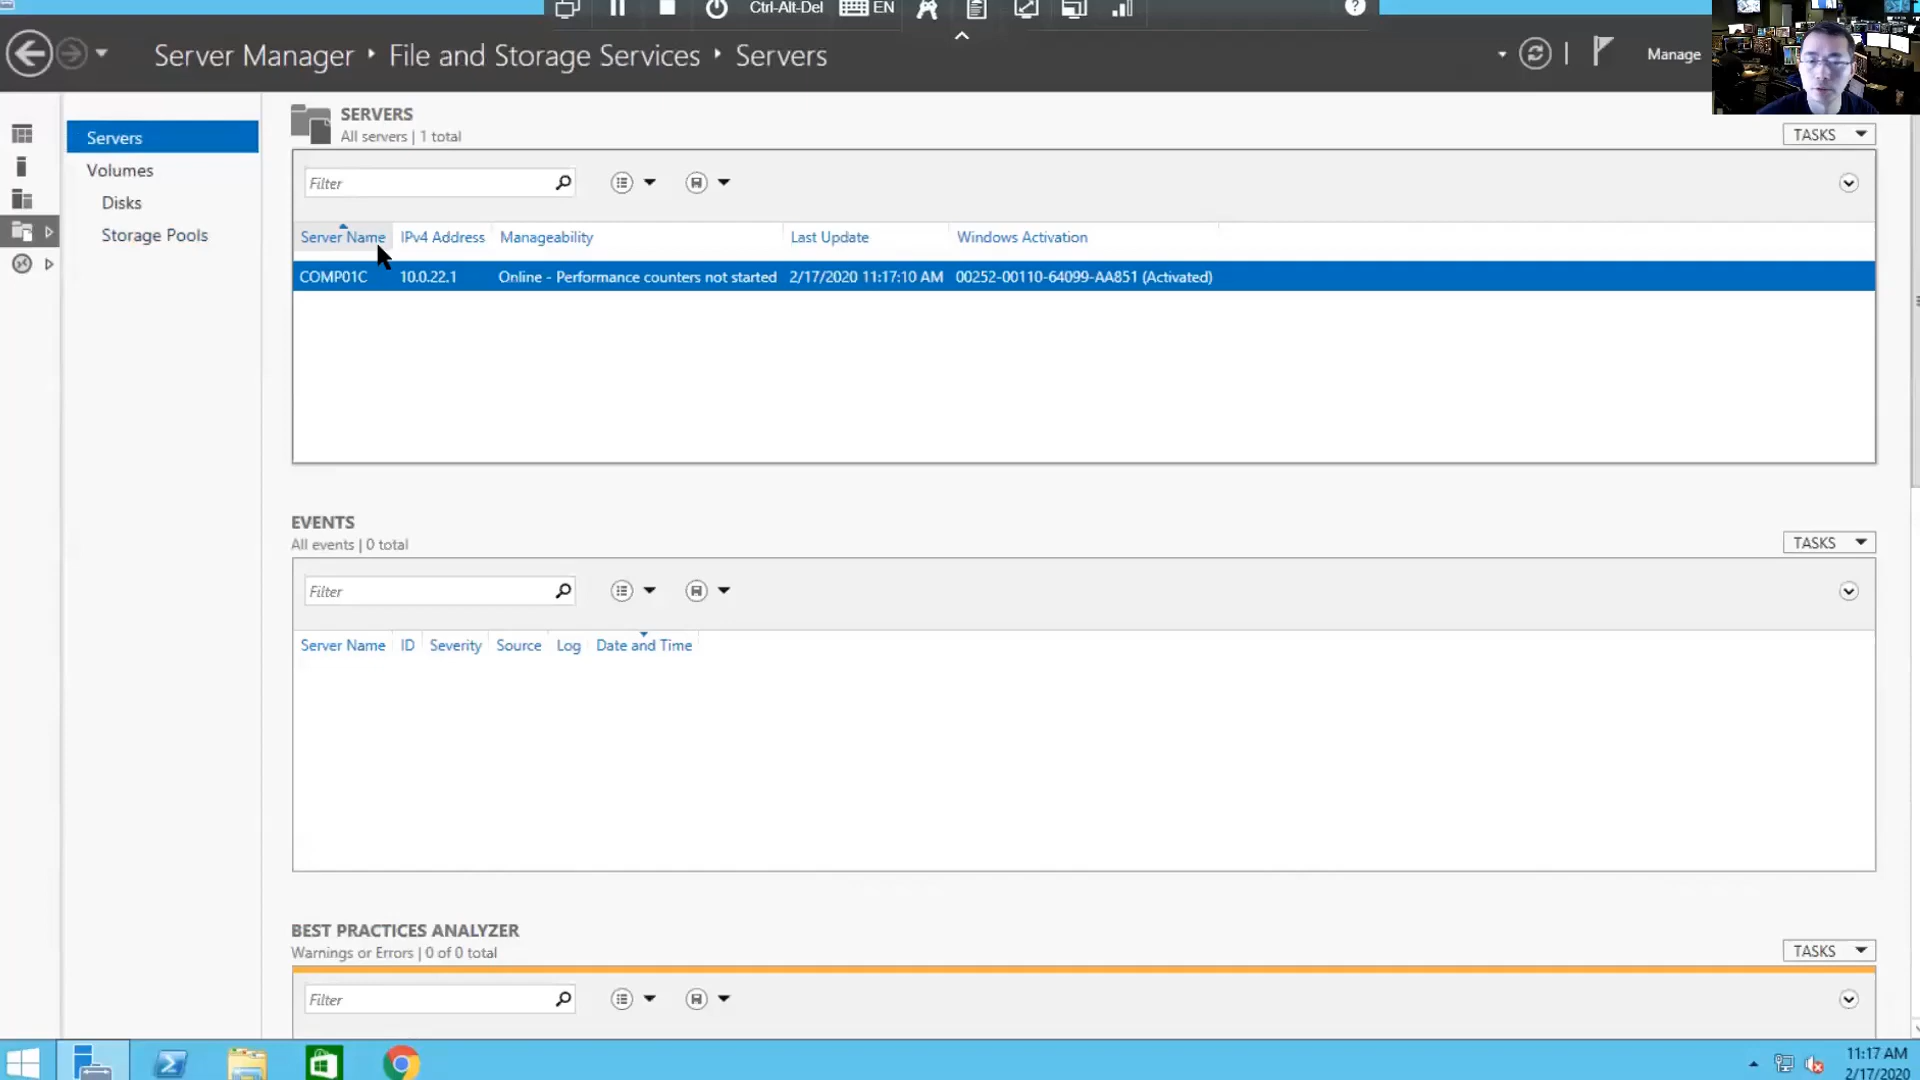 Ctrl-Alt-Del
EN
Server Manager ‣ File and Storage Services ‣ Servers
Manage
Servers
Volumes
Disks
Storage Pools
SERVERS
All servers | 1 total
TASKS
Filter
Server Name IPv4 Address Manageability Last Update Windows Activation
COMP01C 10.0.22.1 Online - Performance counters not started 2/17/2020 11:17:10 AM 00252-00110-64099-AA851 (Activated)
EVENTS
All events | 0 total
TASKS
Filter
Server Name ID Severity Source Log Date and Time
BEST PRACTICES ANALYZER
Warnings or Errors | 0 of 0 total
TASKS
Filter
11:17 AM
2/17/2020